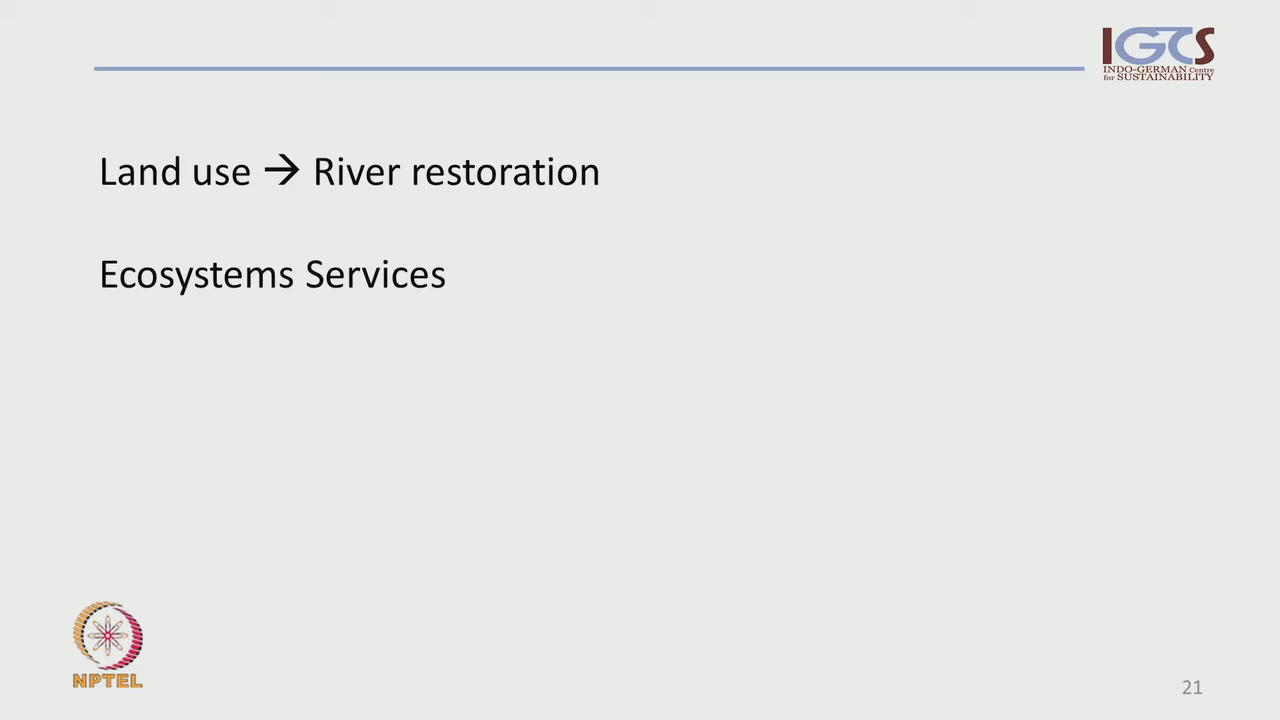 IGCS
INDO-GERMAN Centre
for SUSTAINABILITY
Land use → River restoration
Ecosystems Services
NPTEL
21